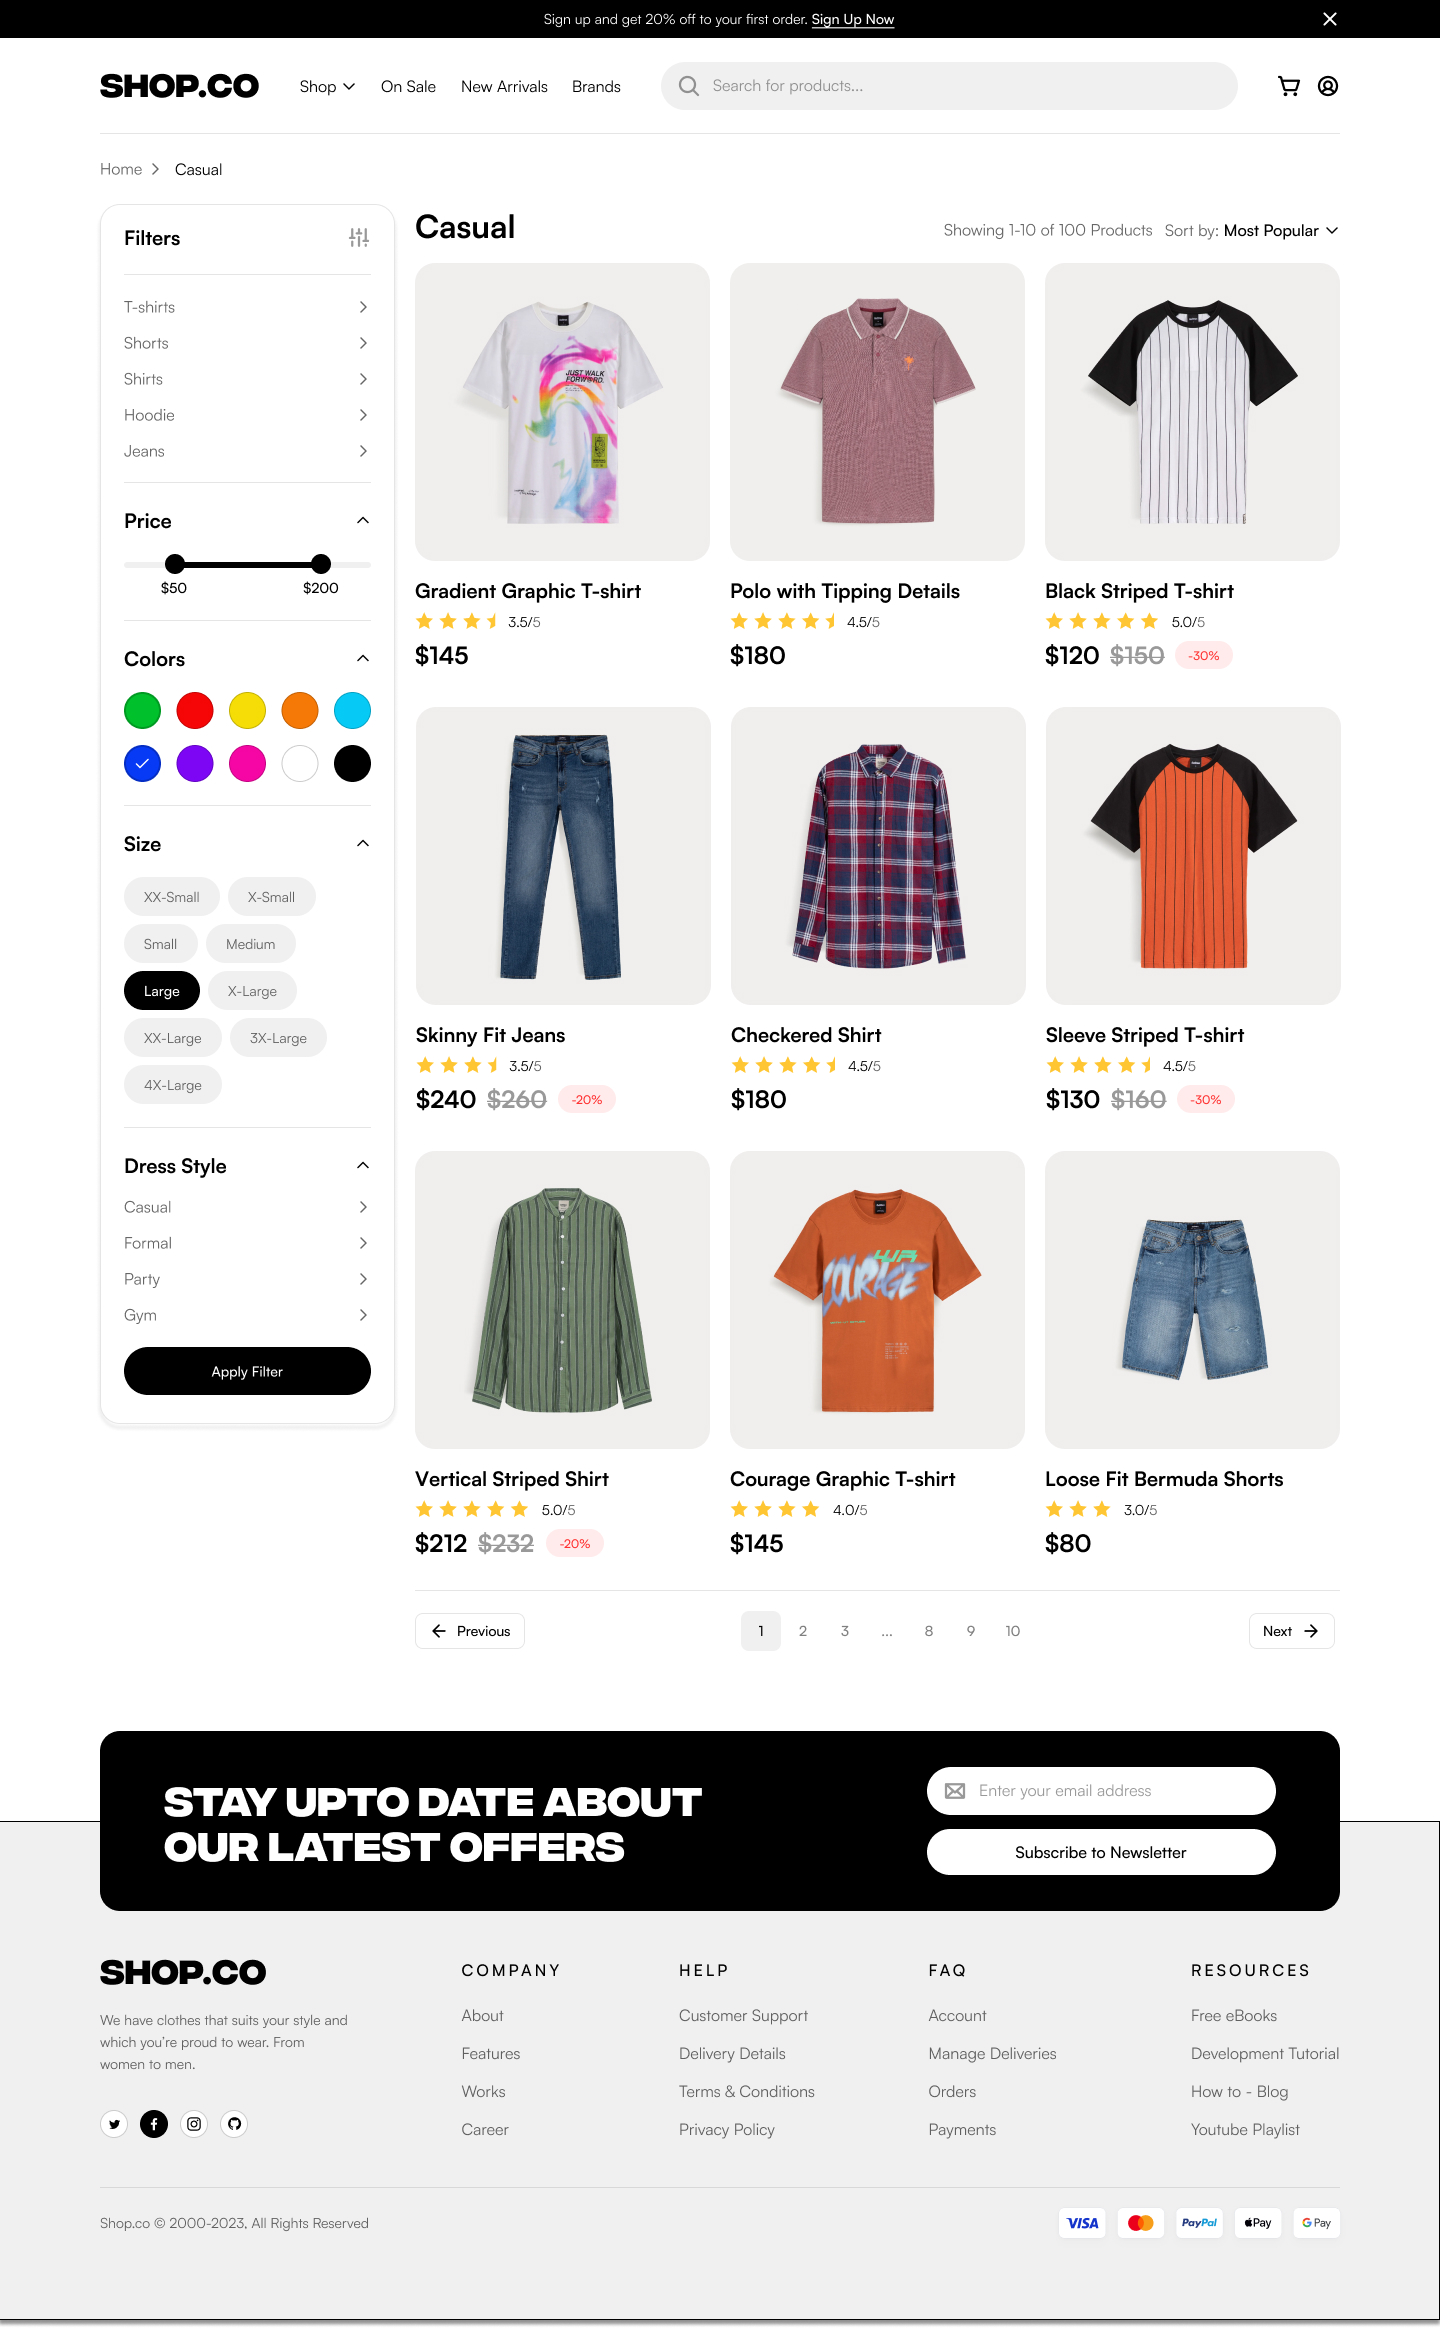 Sign up and get 20% off to your first order. Sign Up Now
SHOP.CO
Shop
On Sale
New Arrivals
Brands
Search for products...
Home
Casual
Filters
T-shirts
Shorts
Shirts
Hoodie
Jeans
Price
$50
$200
Colors
Size
XX-Small
X-Small
Small
Medium
Large
X-Large
XX-Large
3X-Large
4X-Large
Dress Style
Casual
Formal
Party
Gym
Apply Filter
Casual
Showing 1-10 of 100 Products
Sort by: Most Popular
JUST WALK
FORWARD.
Gradient Graphic T-shirt
3.5/5
$145
Polo with Tipping Details
4.5/5
$180
Black Striped T-shirt
5.0/5
$120 $150 -30%
Skinny Fit Jeans
3.5/5
$240 $260 -20%
Checkered Shirt
4.5/5
$180
Sleeve Striped T-shirt
4.5/5
$130 $160 -30%
Vertical Striped Shirt
5.0/5
$212 $232 -20%
COURAGE
Courage Graphic T-shirt
4.0/5
$145
Loose Fit Bermuda Shorts
3.0/5
$80
Previous
1
2
3
...
8
9
10
Next
STAY UPTO DATE ABOUT
OUR LATEST OFFERS
Enter your email address
Subscribe to Newsletter
SHOP.CO
We have clothes that suits your style and
which you're proud to wear. From
women to men.
COMPANY
About
Features
Works
Career
HELP
Customer Support
Delivery Details
Terms & Conditions
Privacy Policy
FAQ
Account
Manage Deliveries
Orders
Payments
RESOURCES
Free eBooks
Development Tutorial
How to - Blog
Youtube Playlist
Shop.co © 2000-2023, All Rights Reserved
VISA
PayPal
Pay
G Pay